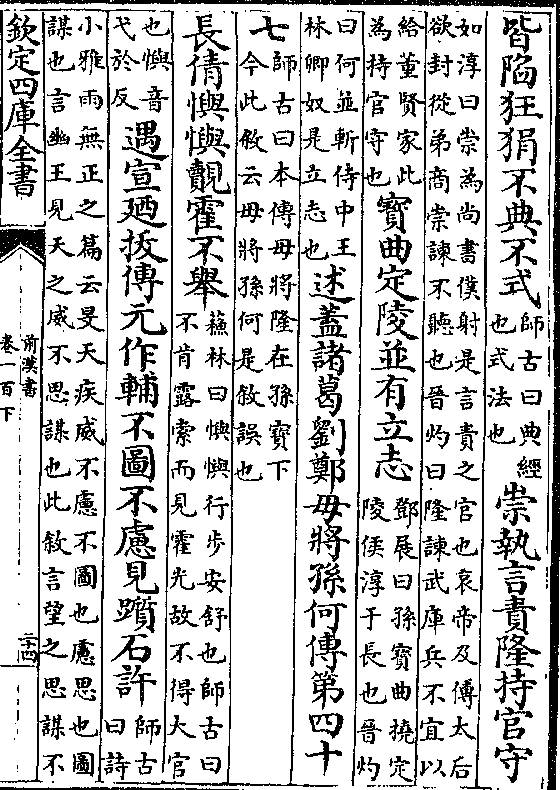 皆陷狂狷不典不式師古曰典經也式法也崇執言責隆持官守
如淳曰崇為尚書僕射是言責之官也哀帝及傅太后
欲封從弟商崇諫不聽也晉灼曰隆諫武庫兵不宜以
給董賢家此為持官守也寳曲定陵並有立志鄧展曰孫寳曲撓定陵侯淳于長也晉灼
曰何並斬侍中王林卿奴是立志也述蓋諸葛劉鄭毋將孫何傳第四十
七師古曰本傳毋將隆在孫寳下今此敘云毋將孫何是敘誤也
長倩懙懙覿霍不舉蘇林曰懙懙行步安舒也師古曰不肯露索而見霍光故不得大官
也懙音弋於反遇宣廼拔傅元作輔不圖不慮見躓石許師古曰詩
小雅雨無正之篇云旻天疾威不慮不圖也慮思也圖
謀也言幽王見天之威不思謀也此敘言望之思謀不
欽定四庫全書
前漢書
卷一百下